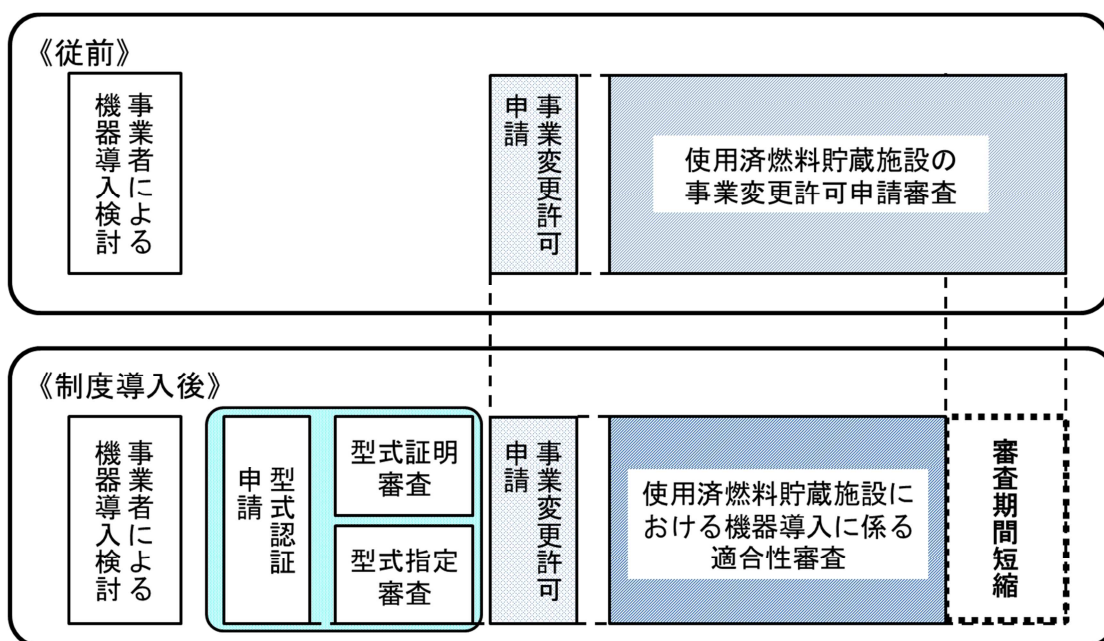 《従前》
事業者による
機器導入検討
事業変更許可
申請
使用済燃料貯蔵施設の
事業変更許可申請審査
《制度導入後》
事業者による
機器導入検討
型式認証
申請
型式証明
審査
型式指定
審査
事業変更許可
申請
使用済燃料貯蔵施設に
おける機器導入に係る
適合性審査
審査期間短縮